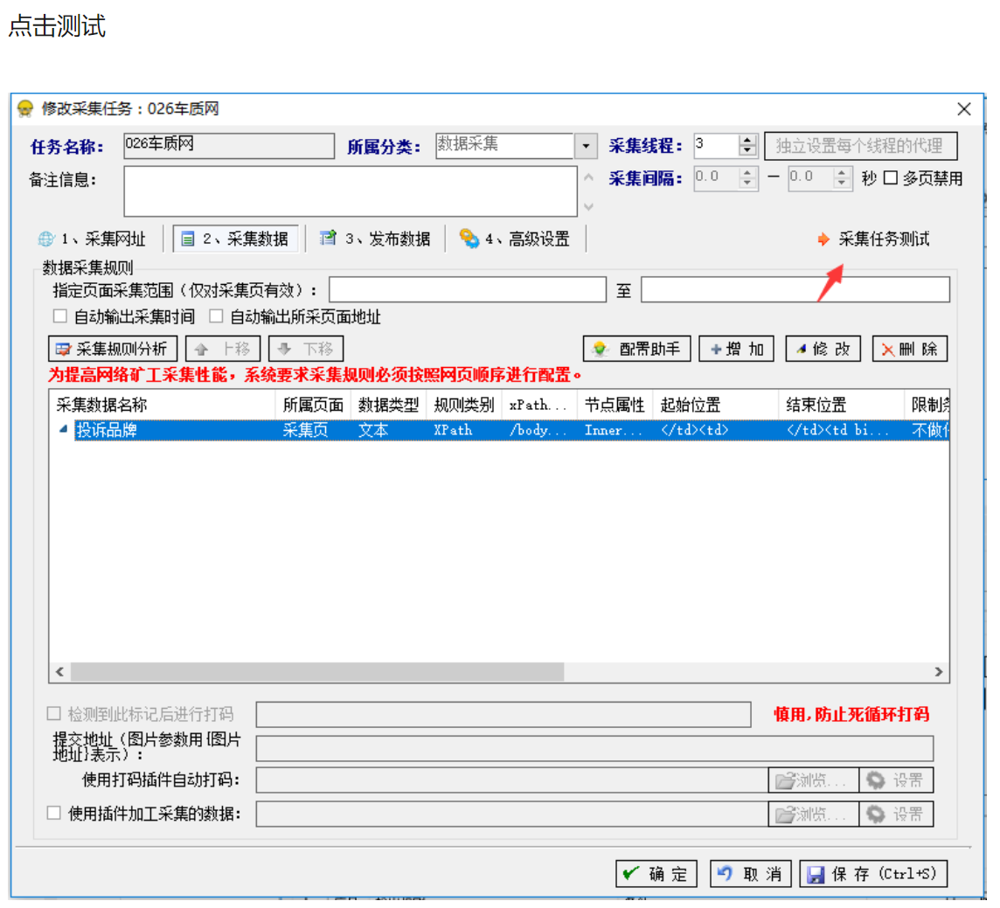 点击测试
修改采集任务：026车质网
任务名称： 026车质网 所属分类： 数据采集 采集线程： 3 独立设置每个线程的代理
备注信息： 采集间隔： 0.0 — 0.0 秒 多页禁用
1、采集网址 2、采集数据 3、发布数据 4、高级设置 采集任务测试
数据采集规则
指定页面采集范围（仅对采集页有效）： 至
自动输出采集时间 自动输出所采页面地址
采集规则分析 上移 下移 配置助手 增 加 修 改 删 除
为提高网络矿工采集性能，系统要求采集规则必须按照网页顺序进行配置。
采集数据名称 所属页面 数据类型 规则类别 xPath... 节点属性 起始位置 结束位置 限制
投诉品牌 采集页 文本 XPath /body... Inner... </td><td> </td><td bi... 不做
检测到此标记后进行打码 慎用,防止死循环打码
提交地址（图片参数用{图片
地址}表示）：
使用打码插件自动打码： 浏览... 设置
使用插件加工采集的数据： 浏览... 设置
确 定 取 消 保 存 (Ctrl+S)